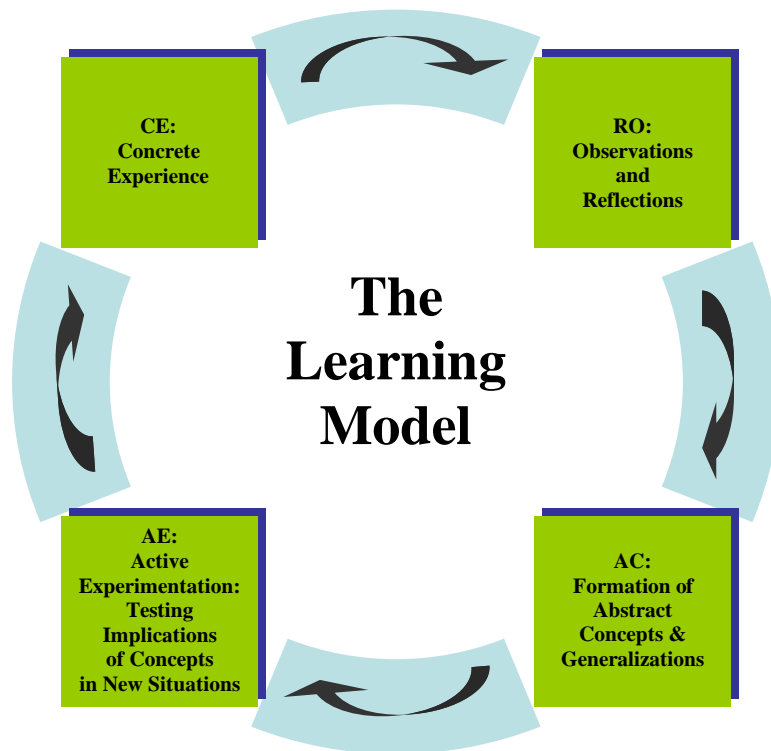 CE:
Concrete
Experience
RO:
Observations
and
Reflections
The
Learning
Model
AE:
Active
Experimentation:
Testing
Implications
of Concepts
in New Situations
AC:
Formation of
Abstract
Concepts &
Generalizations